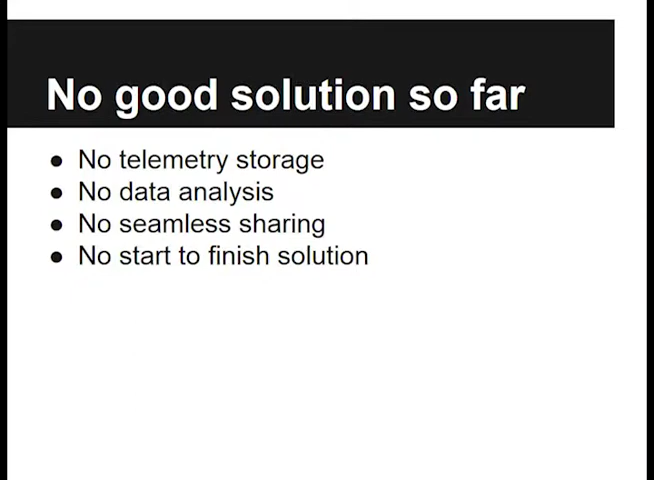 No good solution so far
● No telemetry storage
● No data analysis
● No seamless sharing
● No start to finish solution